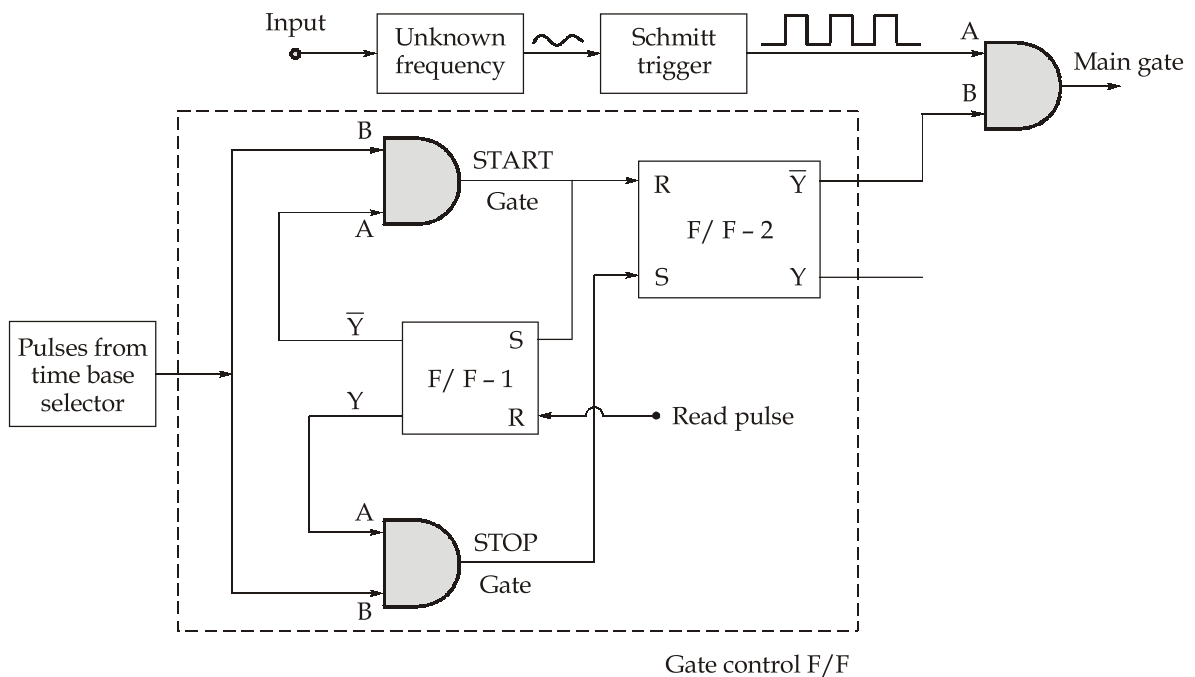 Input
Unknown
frequency
Schmitt
trigger
A
B
Main gate
B
A
START
Gate
R
Y̅
F/ F – 2
S
Y
Pulses from
time base
selector
Y̅
S
F/ F – 1
Y
R
Read pulse
A
B
STOP
Gate
Gate control F/F